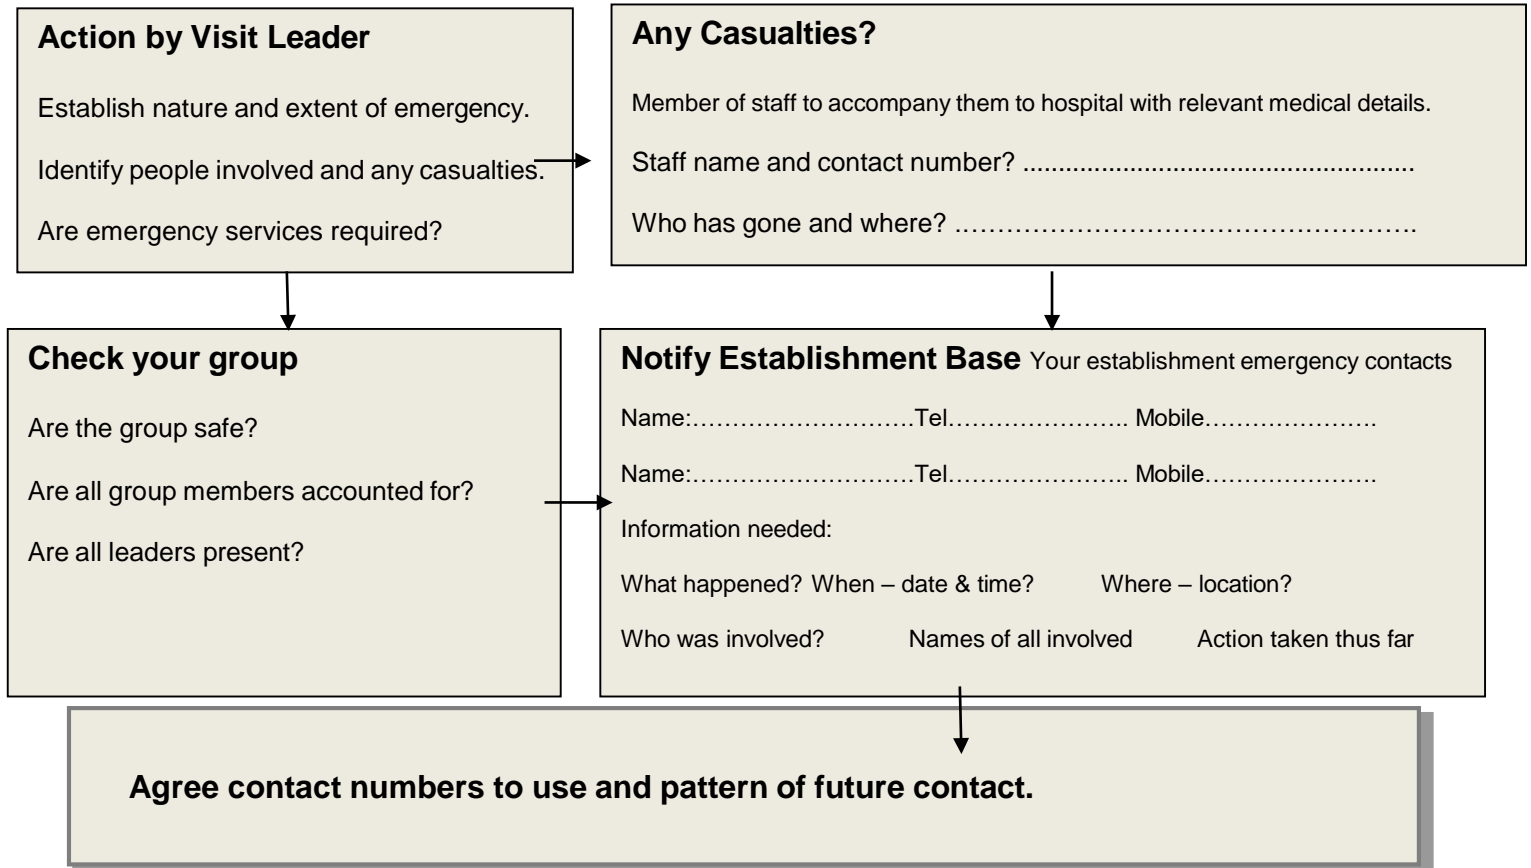 Action by Visit Leader
Establish nature and extent of emergency.
Identify people involved and any casualties.
Are emergency services required?
Any Casualties?
Member of staff to accompany them to hospital with relevant medical details.
Staff name and contact number? ......................................................
Who has gone and where? ..………………………………………………….
Check your group
Are the group safe?
Are all group members accounted for?
Are all leaders present?
Notify Establishment Base Your establishment emergency contacts
Name:……………………….Tel………………….. Mobile………………….
Name:……………………….Tel………………….. Mobile………………….
Information needed:
What happened? When – date & time? Where – location?
Who was involved? Names of all involved Action taken thus far
Agree contact numbers to use and pattern of future contact.